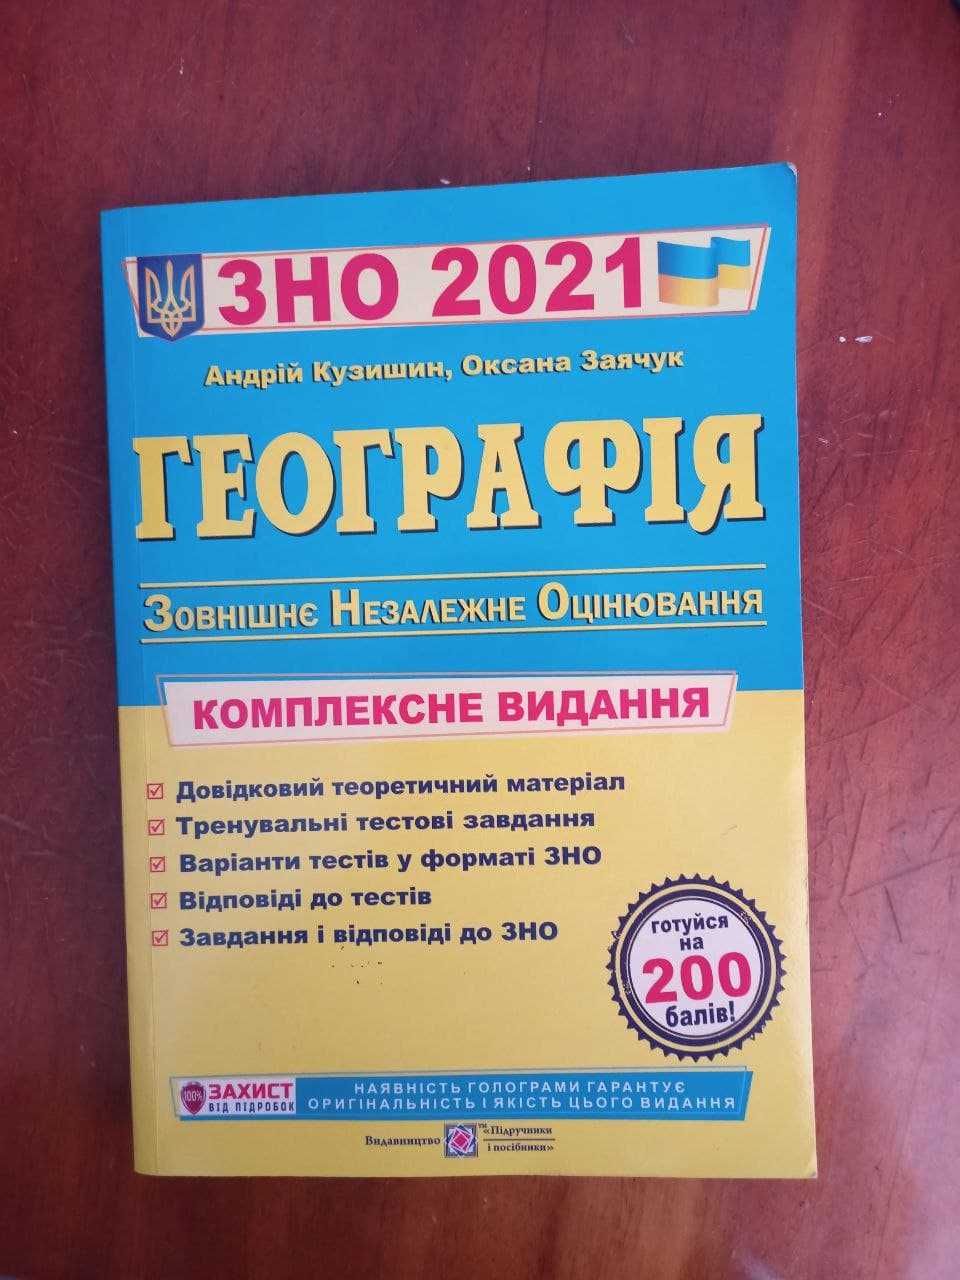 ЗНО 2021
Андрій Кузишин, Оксана Заячук
ГЕОГРАФІЯ
Зовнішнє Незалежне Оцінювання
КОМПЛЕКСНЕ ВИДАННЯ
Довідковий теоретичний матеріал
Тренувальні тестові завдання
Варіанти тестів у форматі ЗНО
Відповіді до тестів
Завдання і відповіді до ЗНО
готуйся
на
200
балів!
100%
ЗАХИСТ
ВІД ПІДРОБОК
НАЯВНІСТЬ ГОЛОГРАМИ ГАРАНТУЄ
ОРИГІНАЛЬНІСТЬ І ЯКІСТЬ ЦЬОГО ВИДАННЯ
Видавництво ™ «Підручники
і посібники»